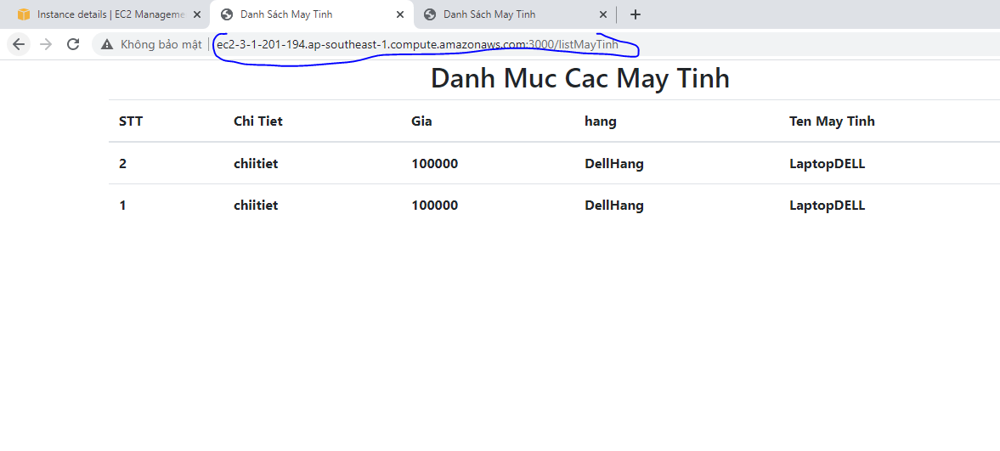 Instance details | EC2 Manageme
Danh Sách May Tinh
Danh Sách May Tinh
Không bảo mật | ec2-3-1-201-194.ap-southeast-1.compute.amazonaws.com:3000/listMayTinh
Danh Muc Cac May Tinh
STT Chi Tiet Gia hang Ten May Tinh
2 chiitiet 100000 DellHang LaptopDELL
1 chiitiet 100000 DellHang LaptopDELL